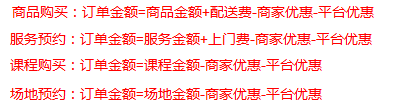 商品购买：订单金额=商品金额+配送费-商家优惠-平台优惠
服务预约：订单金额=服务金额+上门费-商家优惠-平台优惠
课程购买：订单金额=课程金额-商家优惠-平台优惠
场地预约：订单金额=场地金额-商家优惠-平台优惠